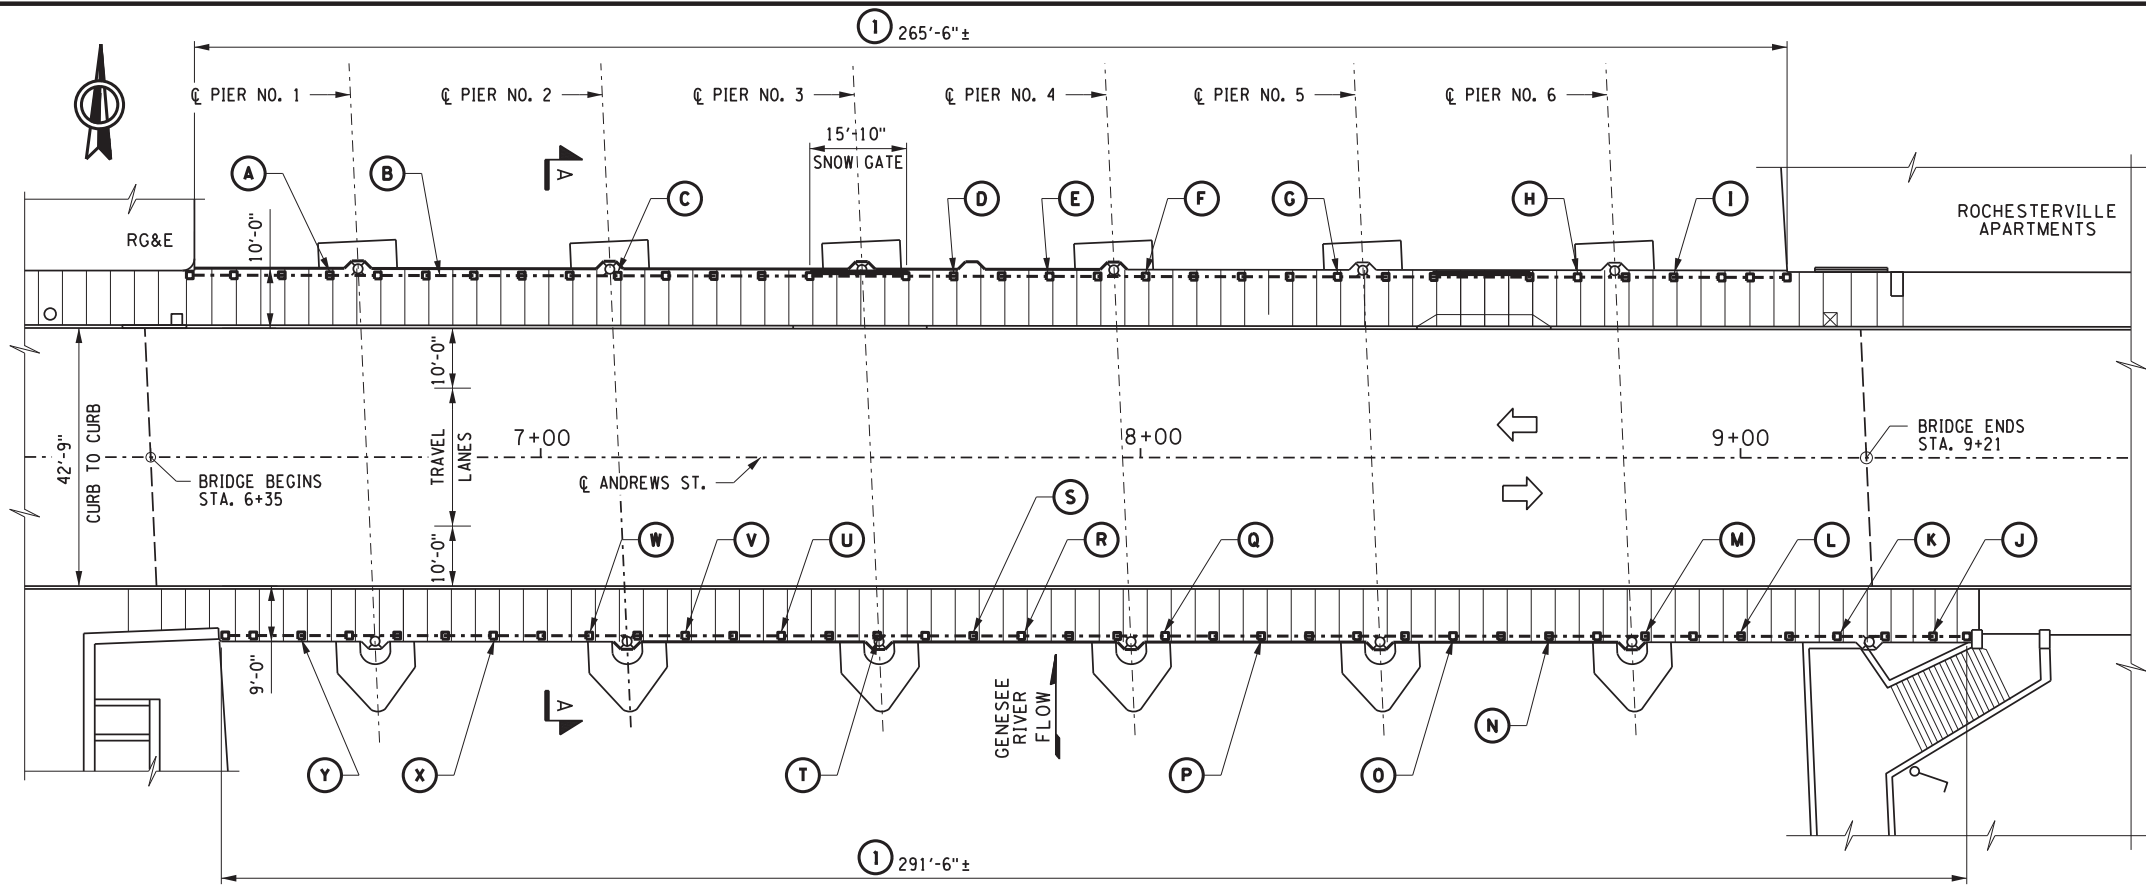 1 265'-6"±
℄ PIER NO. 1
℄ PIER NO. 2
℄ PIER NO. 3
℄ PIER NO. 4
℄ PIER NO. 5
℄ PIER NO. 6
15'-10"
SNOW GATE
A
B
A
C
D
E
F
G
H
I
RG&E
10'-0"
ROCHESTERVILLE
APARTMENTS
42'-9"
CURB TO CURB
10'-0"
TRAVEL
LANES
10'-0"
7+00
8+00
9+00
BRIDGE BEGINS
STA. 6+35
℄ ANDREWS ST.
BRIDGE ENDS
STA. 9+21
W
V
U
S
R
Q
M
L
K
J
9'-0"
A
GENESEE
RIVER
FLOW
N
Y
X
T
P
O
1 291'-6"±